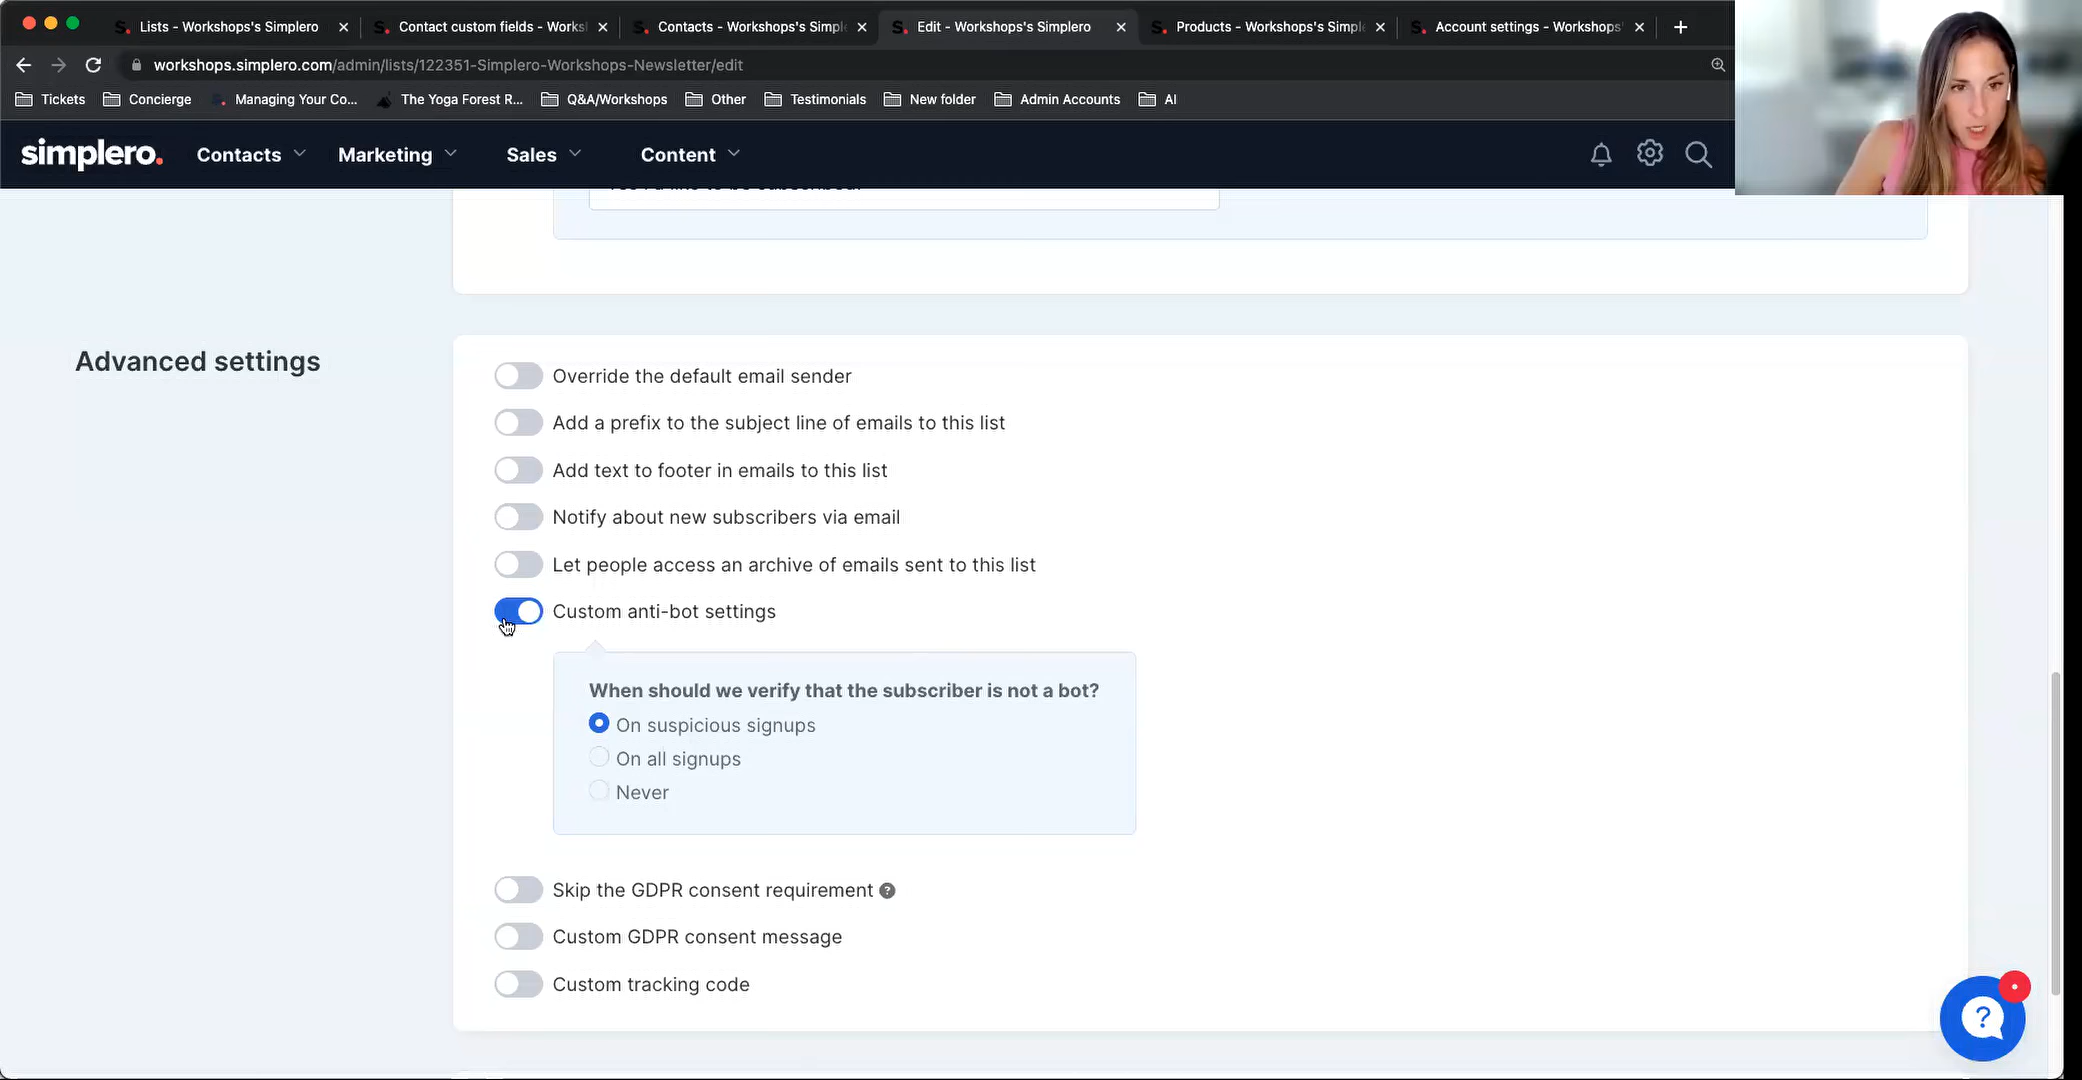 Lists - Workshops's Simplero
Contact custom fields - Works
Contacts - Workshops's Simple
Edit - Workshops's Simplero
Products - Workshops's Simpl
Account settings - Workshops'
workshops.simplero.com/admin/lists/122351-Simplero-Workshops-Newsletter/edit
Tickets
Concierge
Managing Your Co...
The Yoga Forest R...
Q&A/Workshops
Other
Testimonials
New folder
Admin Accounts
AI
simplero.
Contacts
Marketing
Sales
Content
Advanced settings
Override the default email sender
Add a prefix to the subject line of emails to this list
Add text to footer in emails to this list
Notify about new subscribers via email
Let people access an archive of emails sent to this list
Custom anti-bot settings
When should we verify that the subscriber is not a bot?
On suspicious signups
On all signups
Never
Skip the GDPR consent requirement ?
Custom GDPR consent message
Custom tracking code
?